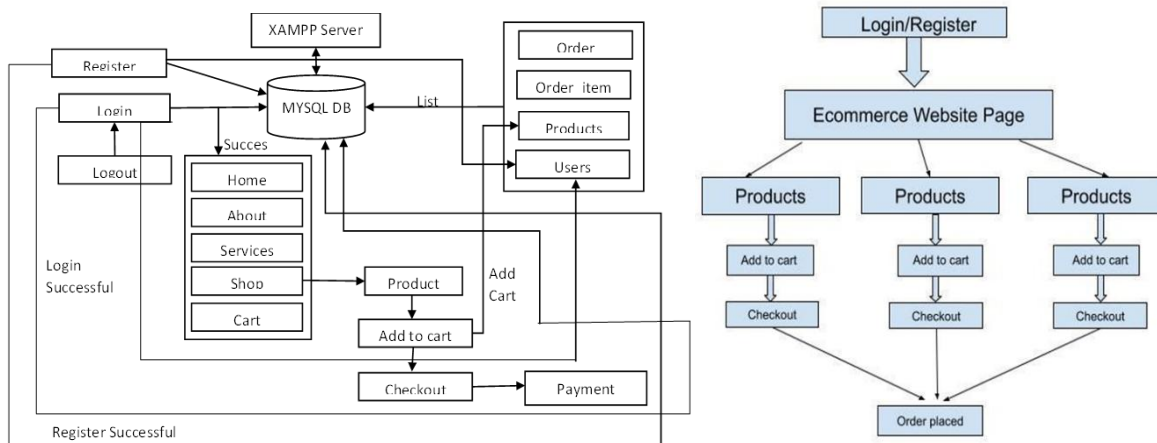 XAMPP Server
Register
Login
Logout
MYSQL DB
List
Succes
Home
About
Services
Shop
Cart
Order
Order item
Products
Users
Login
Successful
Product
Add to cart
Checkout
Payment
Add
Cart
Register Successful
Login/Register
Ecommerce Website Page
Products
Products
Products
Add to cart
Add to cart
Add to cart
Checkout
Checkout
Checkout
Order placed